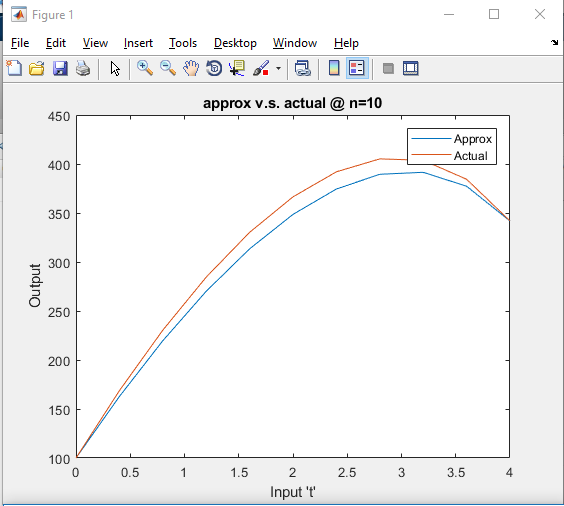 Figure 1
File Edit View Insert Tools Desktop Window Help
approx v.s. actual @ n=10
Approx
Actual
450
400
350
300
250
200
150
100
Output
0 0.5 1 1.5 2 2.5 3 3.5 4
Input 't'